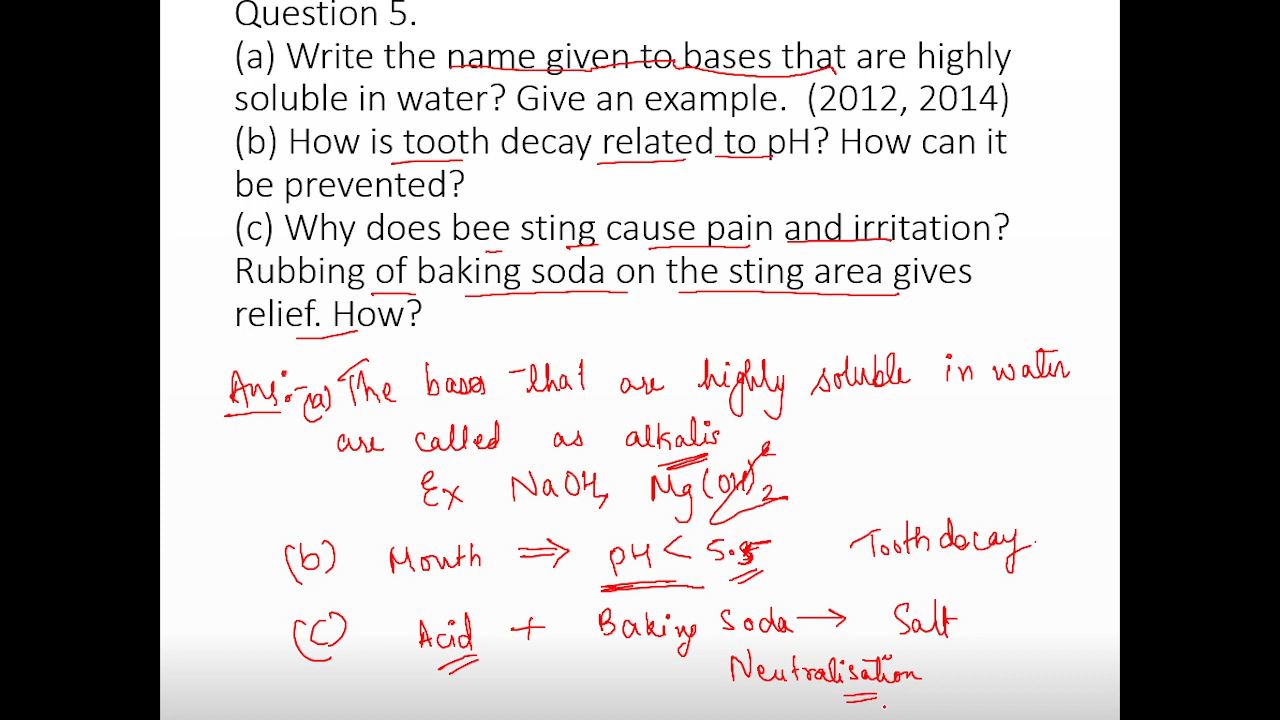 Question 5.
(a) Write the name given to bases that are highly
soluble in water? Give an example. (2012, 2014)
(b) How is tooth decay related to pH? How can it
be prevented?
(c) Why does bee sting cause pain and irritation?
Rubbing of baking soda on the sting area gives
relief. How?
Ans:- (a) The bases that are highly soluble in water
are called as alkalis
Ex NaOH, Mg(OH)2
(b) Mouth ⇒ pH < 5.5 Tooth decay.
(c) Acid + Baking Soda → Salt
Neutralisation